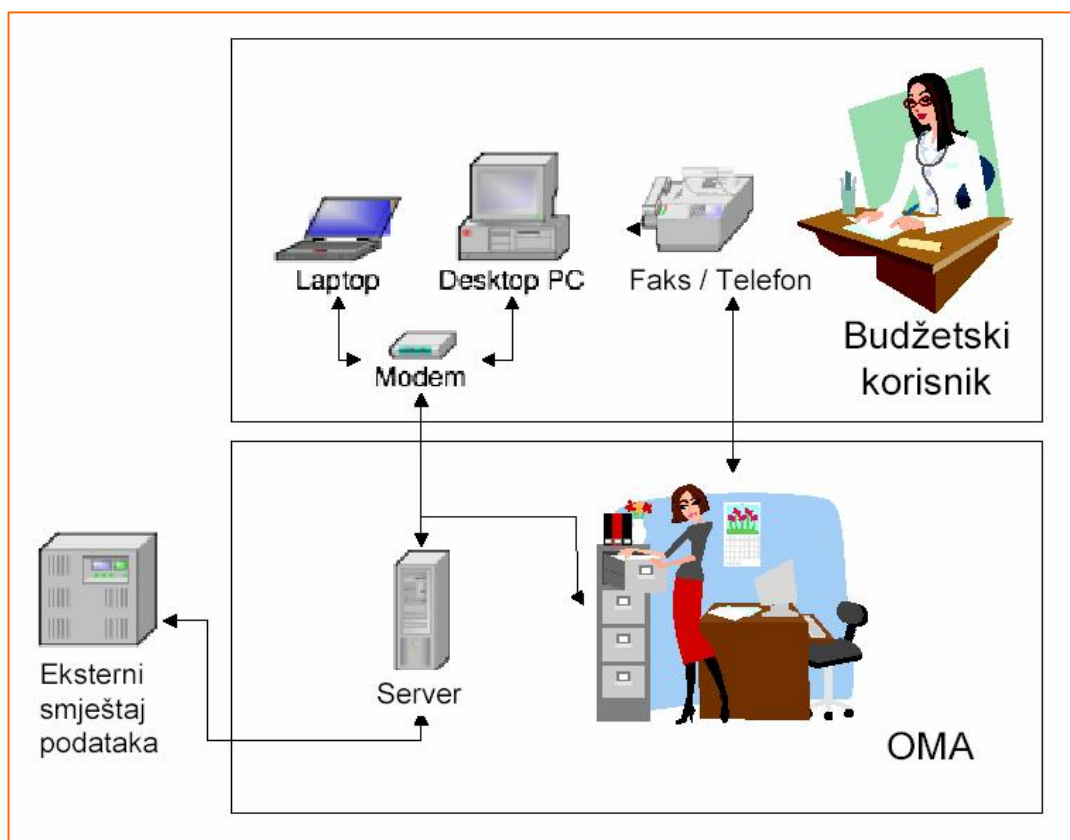 Laptop
Desktop PC
Faks / Telefon
Modem
Budžetski
korisnik
Eksterni
smještaj
podataka
Server
OMA